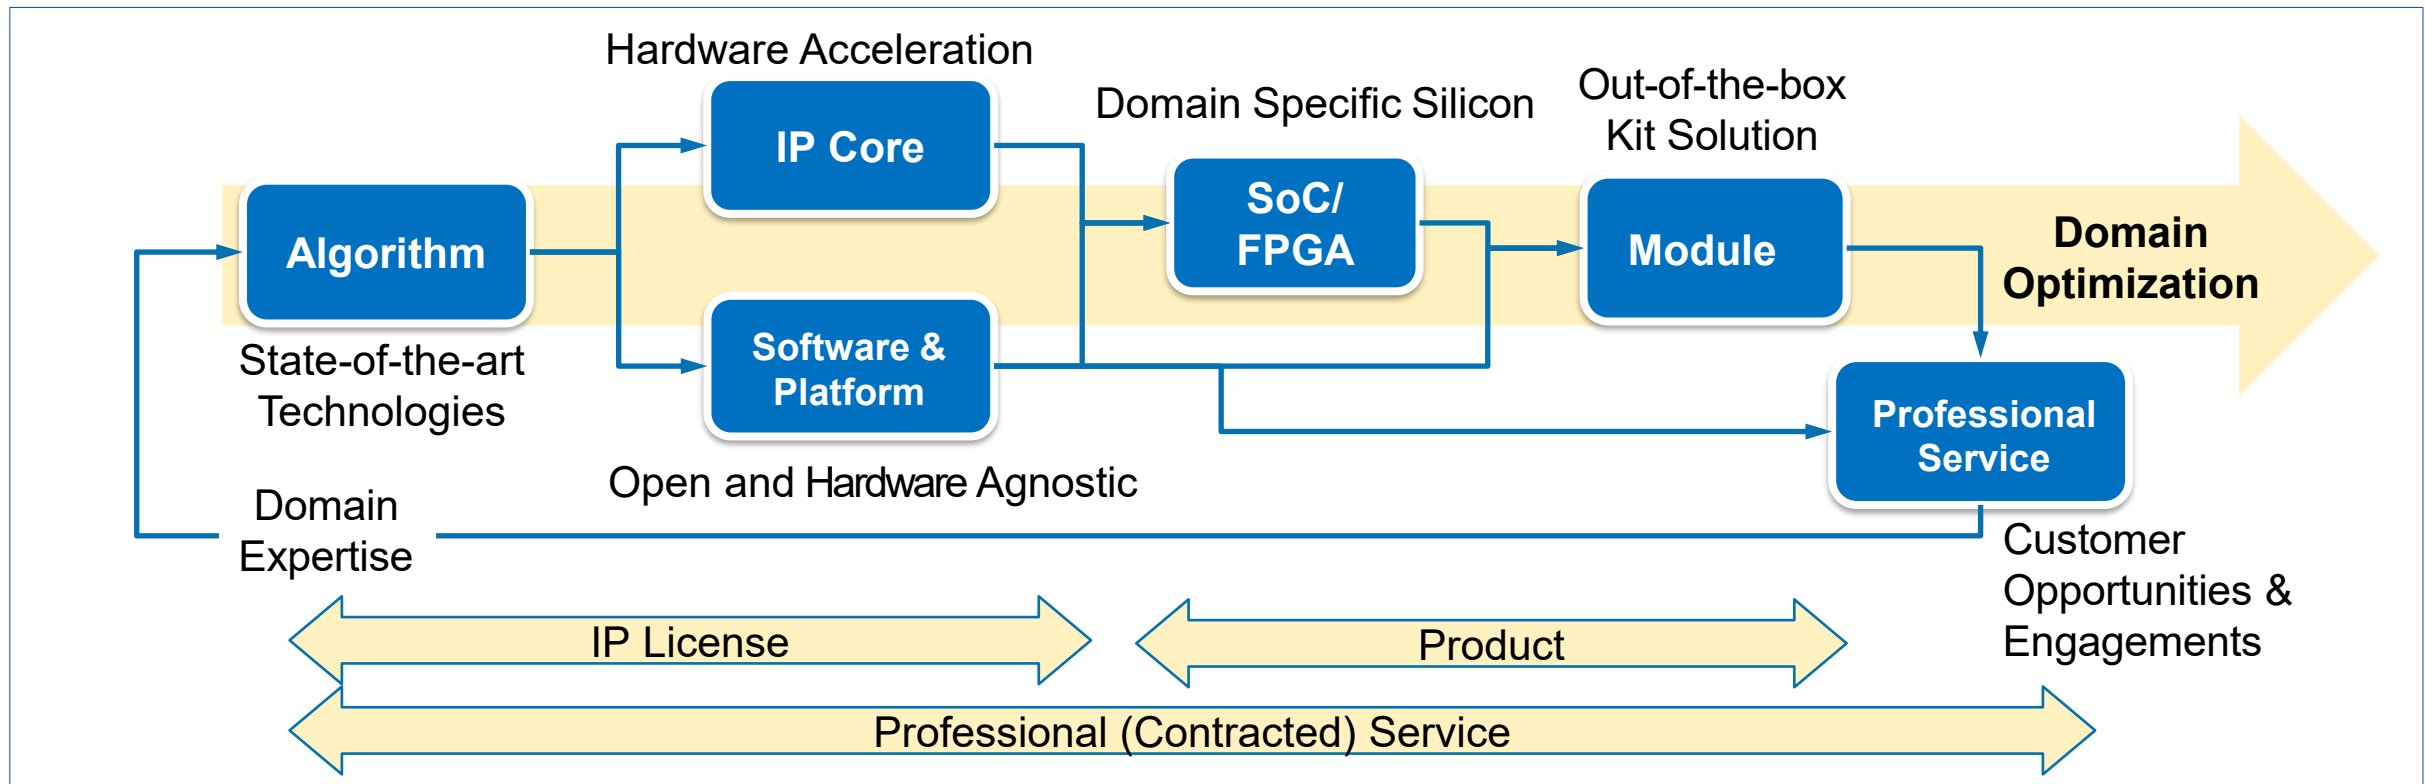 Hardware Acceleration
IP Core
Domain Specific Silicon
Out-of-the-box
Kit Solution
Algorithm
State-of-the-art
Technologies
Software &
Platform
Open and Hardware Agnostic
SoC/
FPGA
Module
Domain
Optimization
Professional
Service
Customer
Opportunities &
Engagements
Domain
Expertise
IP License
Product
Professional (Contracted) Service